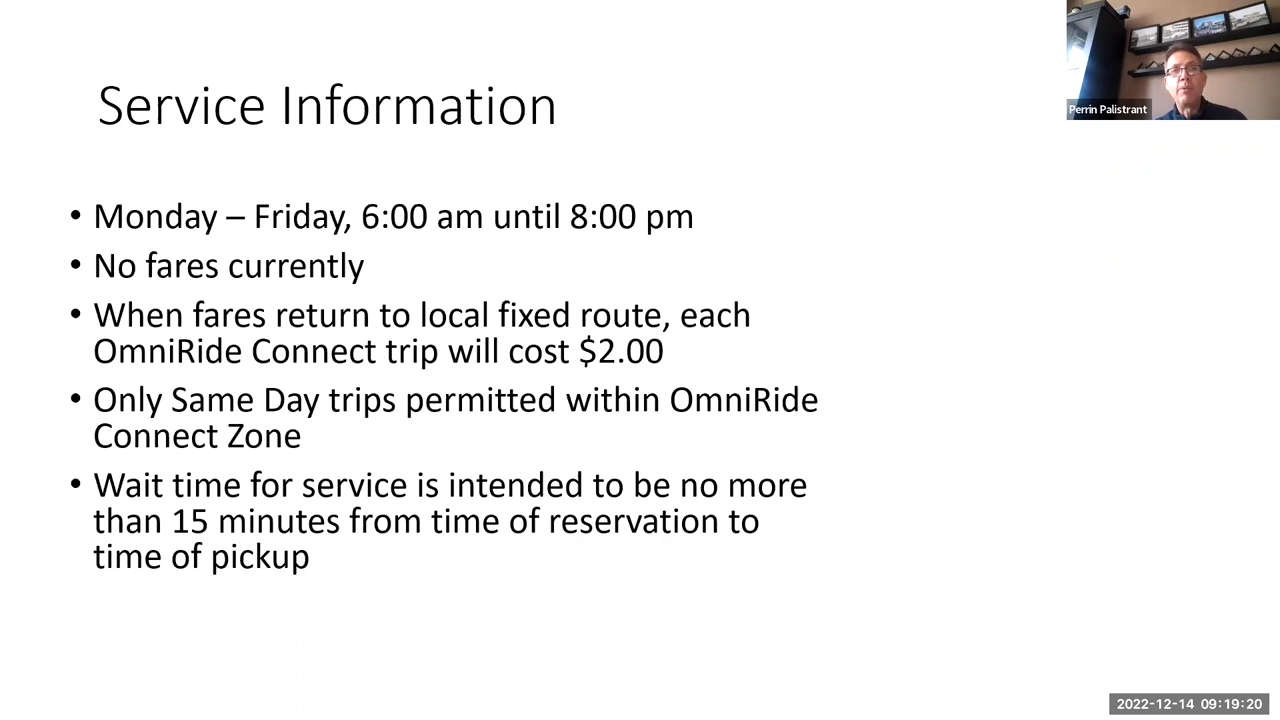 Service Information
Perrin Palistrant
• Monday – Friday, 6:00 am until 8:00 pm
• No fares currently
• When fares return to local fixed route, each
OmniRide Connect trip will cost $2.00
• Only Same Day trips permitted within OmniRide
Connect Zone
• Wait time for service is intended to be no more
than 15 minutes from time of reservation to
time of pickup
2022-12-14 09:19:20